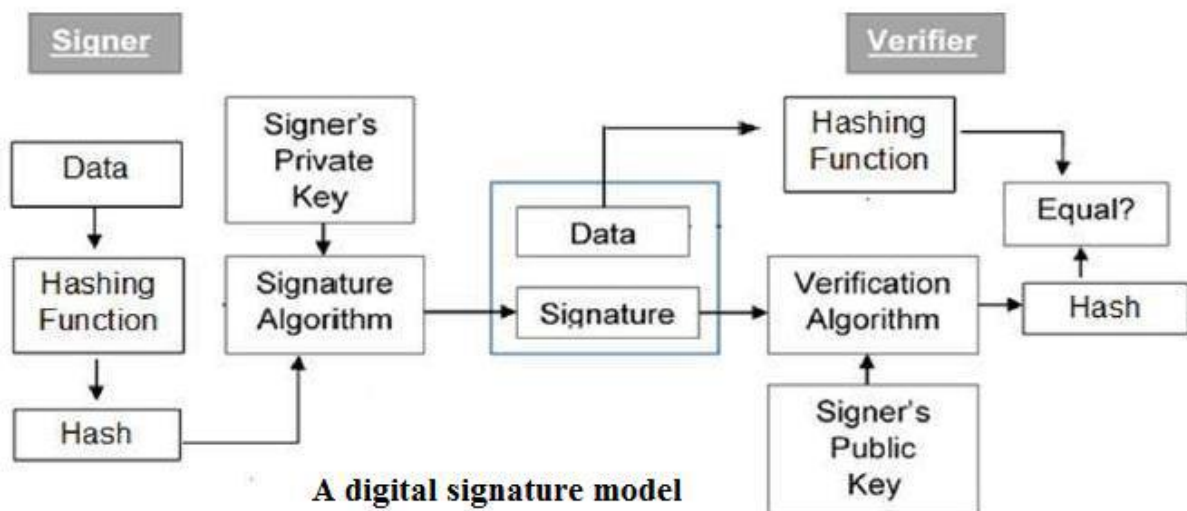 Signer
Verifier
Data
Hashing
Function
Hash
Signer's
Private
Key
Signature
Algorithm
Data
Signature
Hashing
Function
Verification
Algorithm
Signer's
Public
Key
Equal?
Hash
A digital signature model